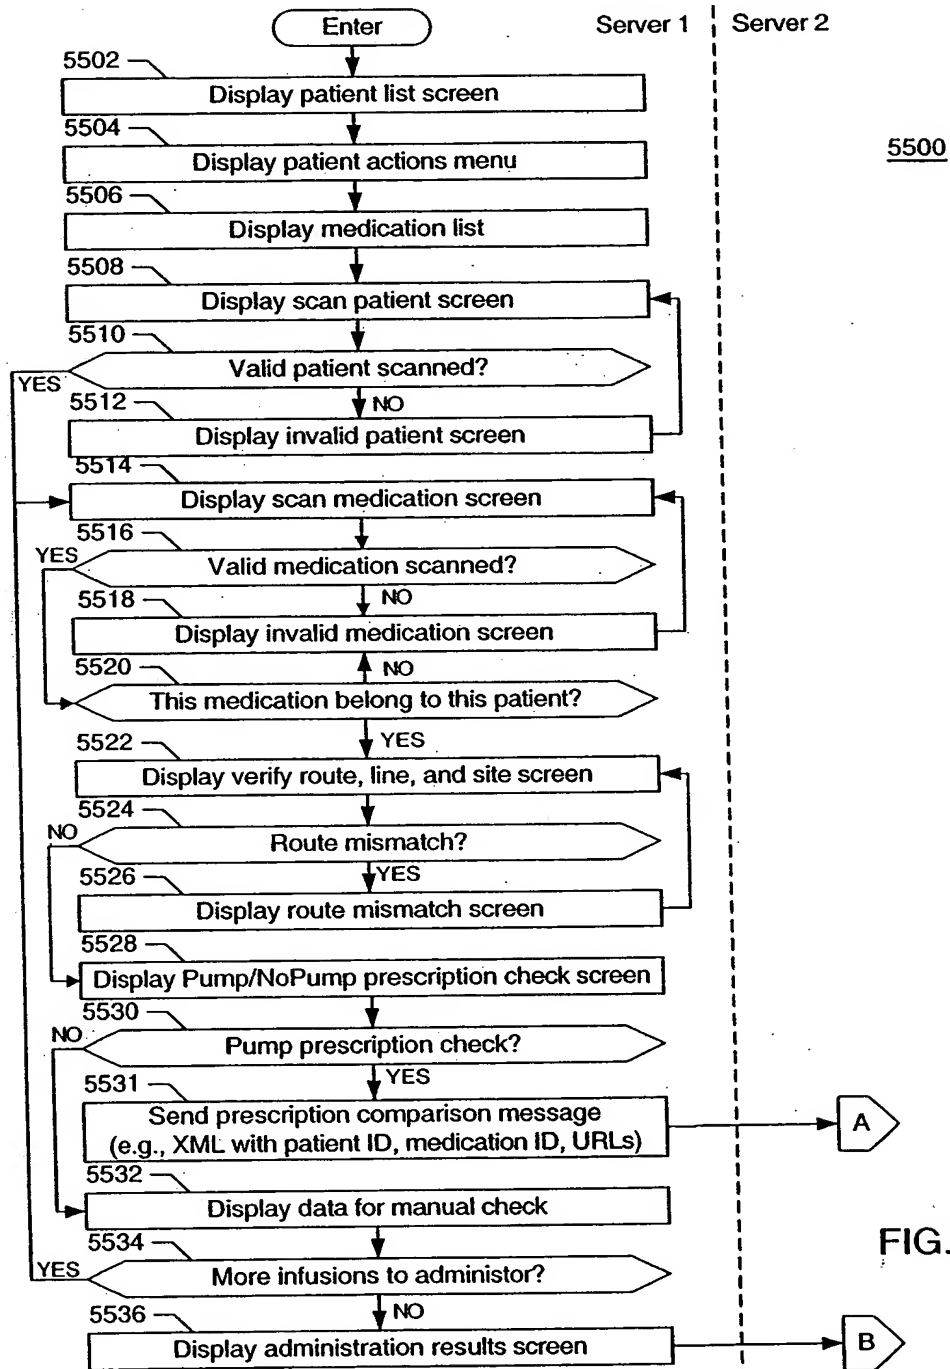 Enter
Server 1
Server 2
5500
5502
Display patient list screen
5504
Display patient actions menu
5506
Display medication list
5508
Display scan patient screen
5510
Valid patient scanned?
YES
NO
5512
Display invalid patient screen
5514
Display scan medication screen
5516
YES
Valid medication scanned?
NO
5518
Display invalid medication screen
5520
NO
This medication belong to this patient?
YES
5522
Display verify route, line, and site screen
5524
NO
Route mismatch?
YES
5526
Display route mismatch screen
5528
Display Pump/NoPump prescription check screen
5530
NO
Pump prescription check?
YES
5531
Send prescription comparison message
(e.g., XML with patient ID, medication ID, URLs)
A
5532
Display data for manual check
5534
YES
More infusions to administor?
NO
FIG.
5536
Display administration results screen
B